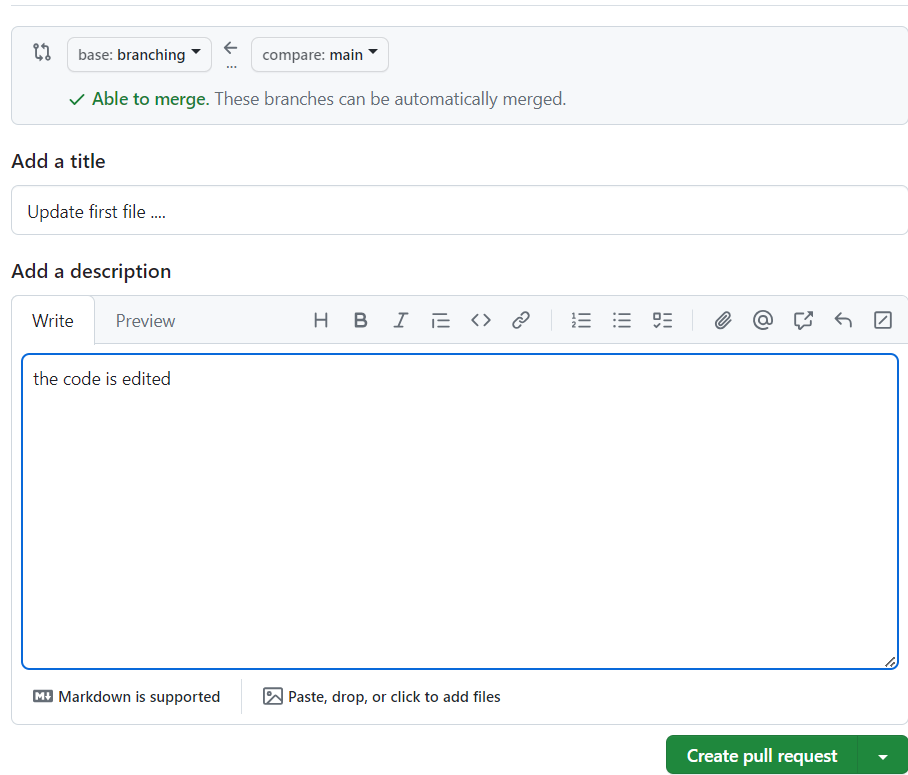 base: branching ... compare: main
Able to merge. These branches can be automatically merged.
Add a title
Update first file ....
Add a description
Write Preview H B I
the code is edited
M Markdown is supported Paste, drop, or click to add files
Create pull request